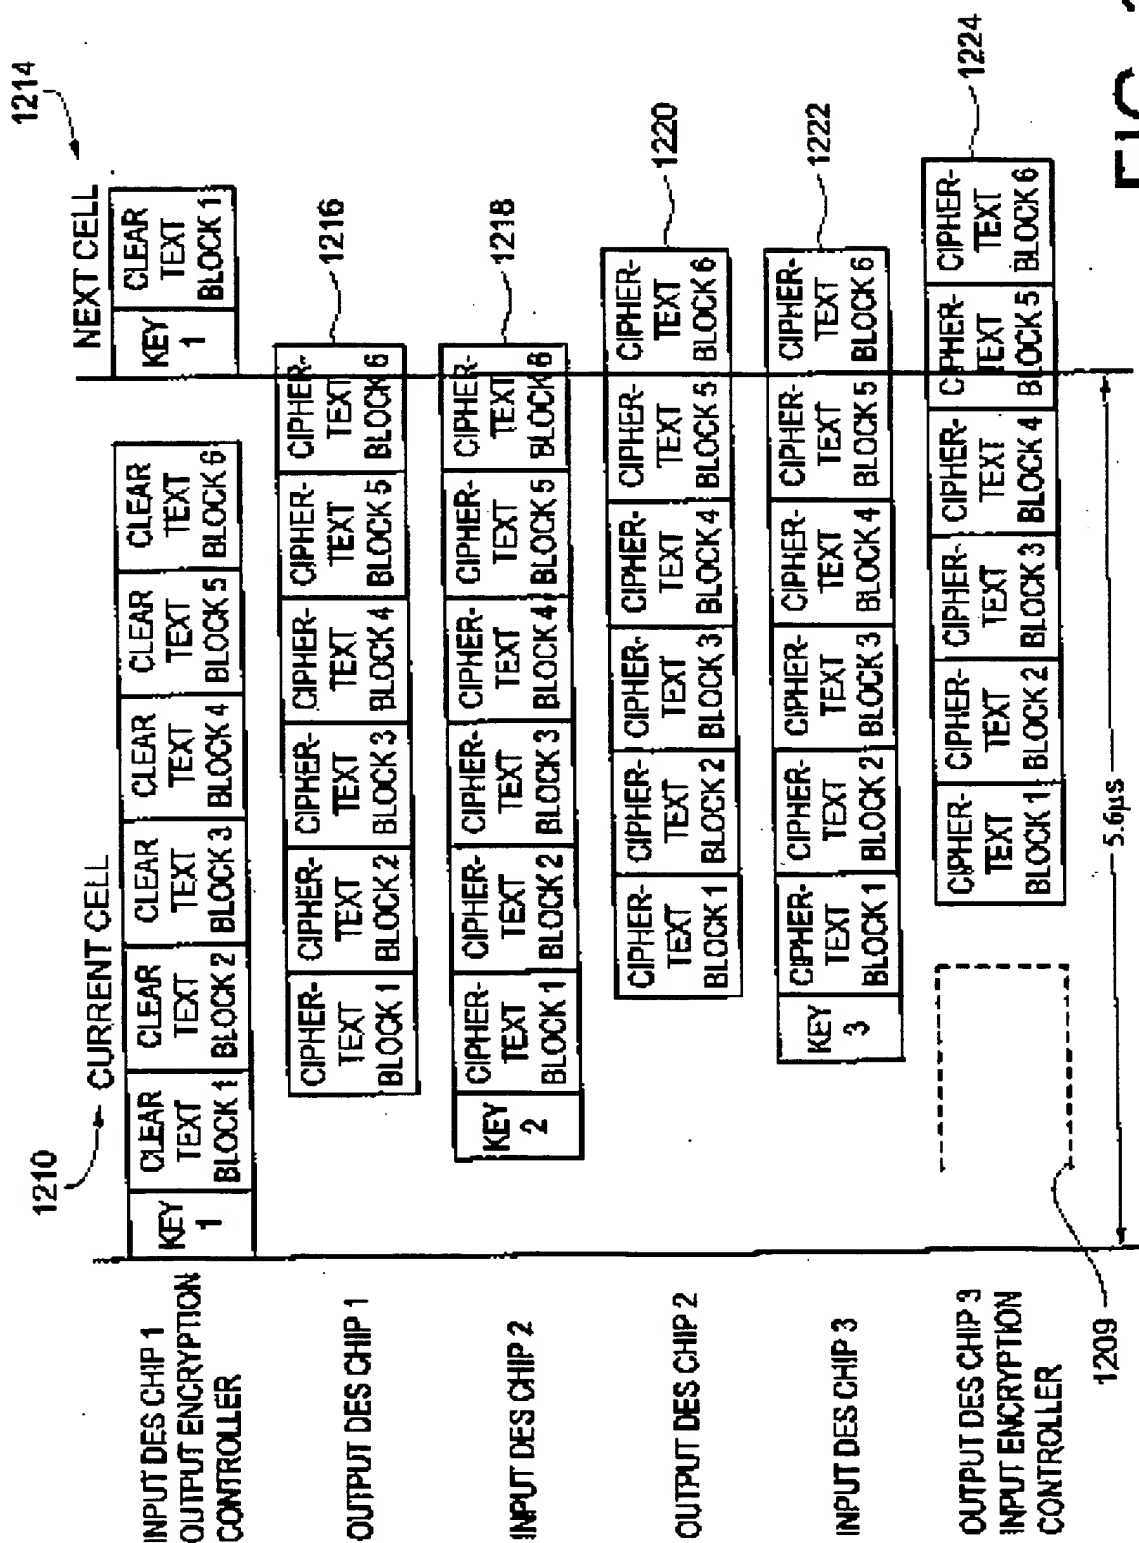 1210
CURRENT CELL
NEXT CELL
1214
INPUT DES CHIP 1
OUTPUT ENCRYPTION
CONTROLLER
KEY
1
CLEAR
TEXT
BLOCK 1
CLEAR
TEXT
BLOCK 2
CLEAR
TEXT
BLOCK 3
CLEAR
TEXT
BLOCK 4
CLEAR
TEXT
BLOCK 5
CLEAR
TEXT
BLOCK 6
KEY
1
CLEAR
TEXT
BLOCK 1
OUTPUT DES CHIP 1
CIPHER-
TEXT
BLOCK 1
CIPHER-
TEXT
BLOCK 2
CIPHER-
TEXT
BLOCK 3
CIPHER-
TEXT
BLOCK 4
CIPHER-
TEXT
BLOCK 5
CIPHER-
TEXT
BLOCK 6
1216
INPUT DES CHIP 2
KEY
2
CIPHER-
TEXT
BLOCK 1
CIPHER-
TEXT
BLOCK 2
CIPHER-
TEXT
BLOCK 3
CIPHER-
TEXT
BLOCK 4
CIPHER-
TEXT
BLOCK 5
CIPHER-
TEXT
BLOCK 6
1218
OUTPUT DES CHIP 2
CIPHER-
TEXT
BLOCK 1
CIPHER-
TEXT
BLOCK 2
CIPHER-
TEXT
BLOCK 3
CIPHER-
TEXT
BLOCK 4
CIPHER-
TEXT
BLOCK 5
CIPHER-
TEXT
BLOCK 6
1220
INPUT DES CHIP 3
KEY
3
CIPHER-
TEXT
BLOCK 1
CIPHER-
TEXT
BLOCK 2
CIPHER-
TEXT
BLOCK 3
CIPHER-
TEXT
BLOCK 4
CIPHER-
TEXT
BLOCK 5
CIPHER-
TEXT
BLOCK 6
1222
OUTPUT DES CHIP 3
INPUT ENCRYPTION
CONTROLLER
CIPHER-
TEXT
BLOCK 1
CIPHER-
TEXT
BLOCK 2
CIPHER-
TEXT
BLOCK 3
CIPHER-
TEXT
BLOCK 4
CIPHER-
TEXT
BLOCK 5
CIPHER-
TEXT
BLOCK 6
1224
1209
5.6µs